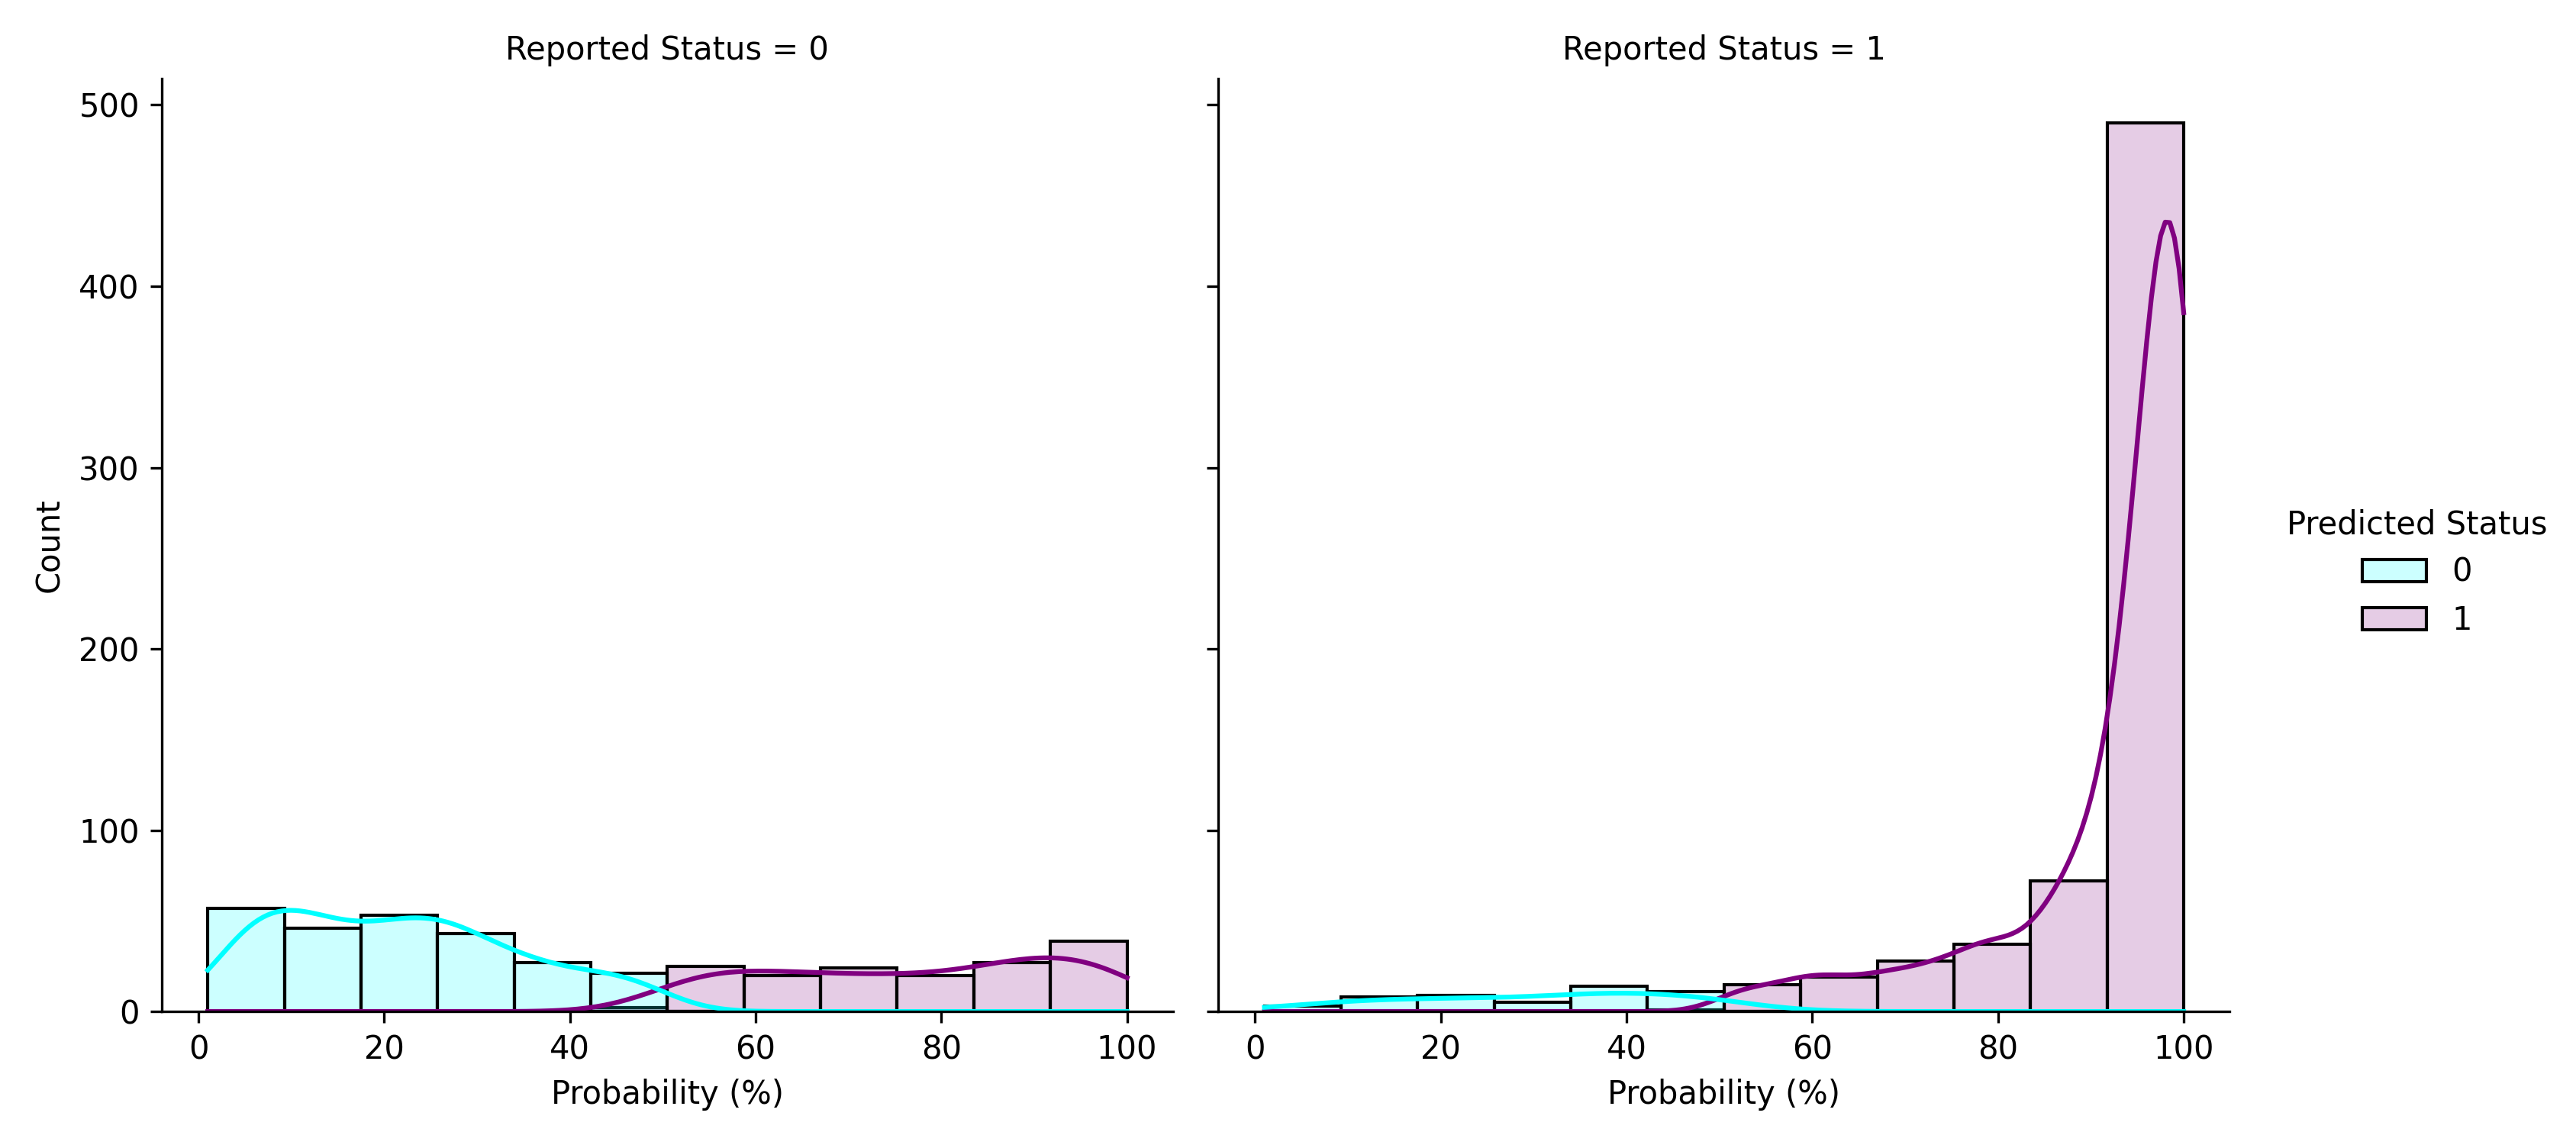 Reported Status = 0
Reported Status = 1
500
400
300
200
100
0
Count
0 20 40 60 80 100
0 20 40 60 80 100
Probability (%)
Probability (%)
Predicted Status
0
1